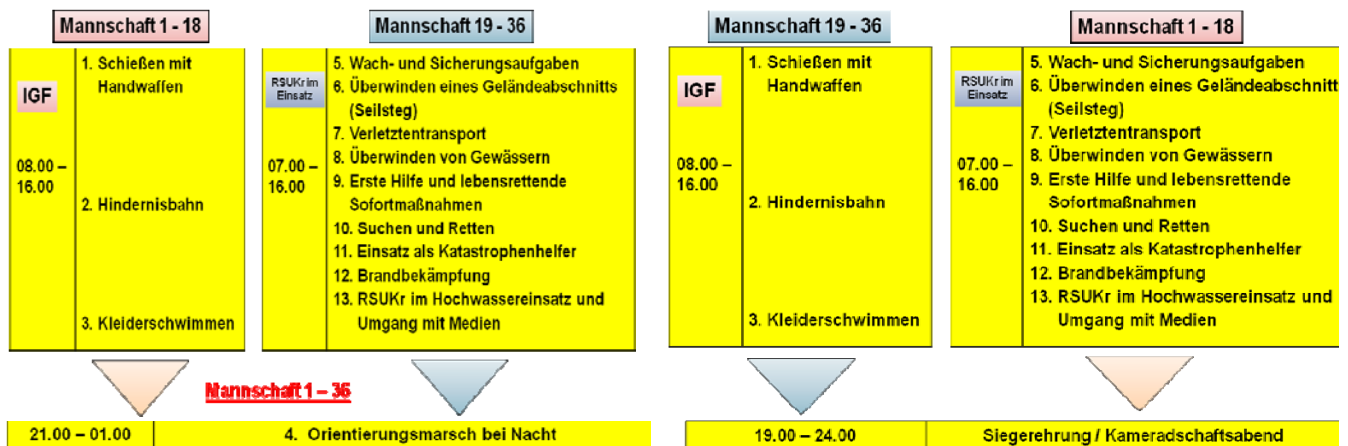 Mannschaft 1 - 18
IGF
08.00 –
16.00
1. Schießen mit
Handwaffen
2. Hindernisbahn
3. Kleiderschwimmen
Mannschaft 19 - 36
RSUKr im
Einsatz
07.00 –
16.00
5. Wach- und Sicherungsaufgaben
6. Überwinden eines Geländeabschnitts
(Seilsteg)
7. Verletztentransport
8. Überwinden von Gewässern
9. Erste Hilfe und lebensrettende
Sofortmaßnahmen
10. Suchen und Retten
11. Einsatz als Katastrophenhelfer
12. Brandbekämpfung
13. RSUKr im Hochwassereinsatz und
Umgang mit Medien
Mannschaft 1 – 36
21.00 – 01.00 4. Orientierungsmarsch bei Nacht
Mannschaft 19 - 36
IGF
08.00 –
16.00
1. Schießen mit
Handwaffen
2. Hindernisbahn
3. Kleiderschwimmen
Mannschaft 1 - 18
RSUKr im
Einsatz
07.00 –
16.00
5. Wach- und Sicherungsaufgaben
6. Überwinden eines Geländeabschnitt
(Seilsteg)
7. Verletztentransport
8. Überwinden von Gewässern
9. Erste Hilfe und lebensrettende
Sofortmaßnahmen
10. Suchen und Retten
11. Einsatz als Katastrophenhelfer
12. Brandbekämpfung
13. RSUKr im Hochwassereinsatz und
Umgang mit Medien
19.00 – 24.00 Siegerehrung / Kameradschaftsabend